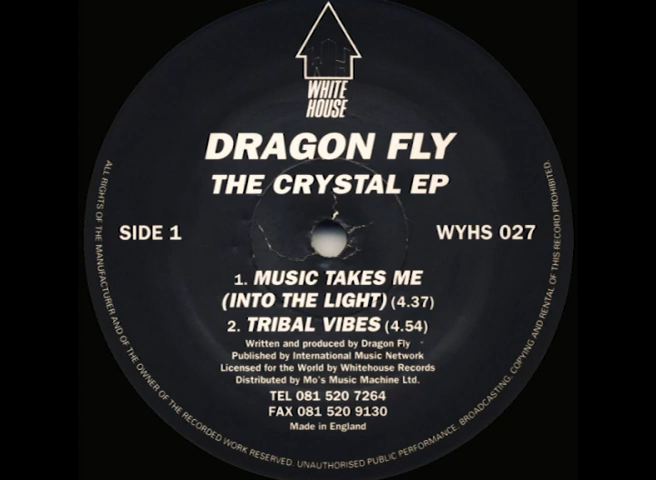 WHITE
HOUSE
DRAGON FLY
THE CRYSTAL EP
SIDE 1
WYHS 027
1. MUSIC TAKES ME
(INTO THE LIGHT) (4.37)
2. TRIBAL VIBES (4.54)
Written and produced by Dragon Fly
Published by International Music Network
Licensed for the World by Whitehouse Records
Distributed by Mo's Music Machine Ltd.
TEL 081 520 7264
FAX 081 520 9130
Made in England
ALL RIGHTS OF THE MANUFACTURER AND OF THE OWNER OF THE RECORDED WORK RESERVED. UNAUTHORISED PUBLIC PERFORMANCE, BROADCASTING, COPYING AND RENTAL OF THIS RECORD PROHIBITED.